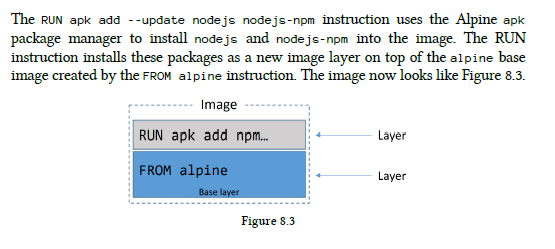 The RUN apk add --update nodejs nodejs-npm instruction uses the Alpine apk
package manager to install nodejs and nodejs-npm into the image. The RUN
instruction installs these packages as a new image layer on top of the alpine base
image created by the FROM alpine instruction. The image now looks like Figure 8.3.
Image
RUN apk add npm…
Layer
FROM alpine
Layer
Base layer
Figure 8.3